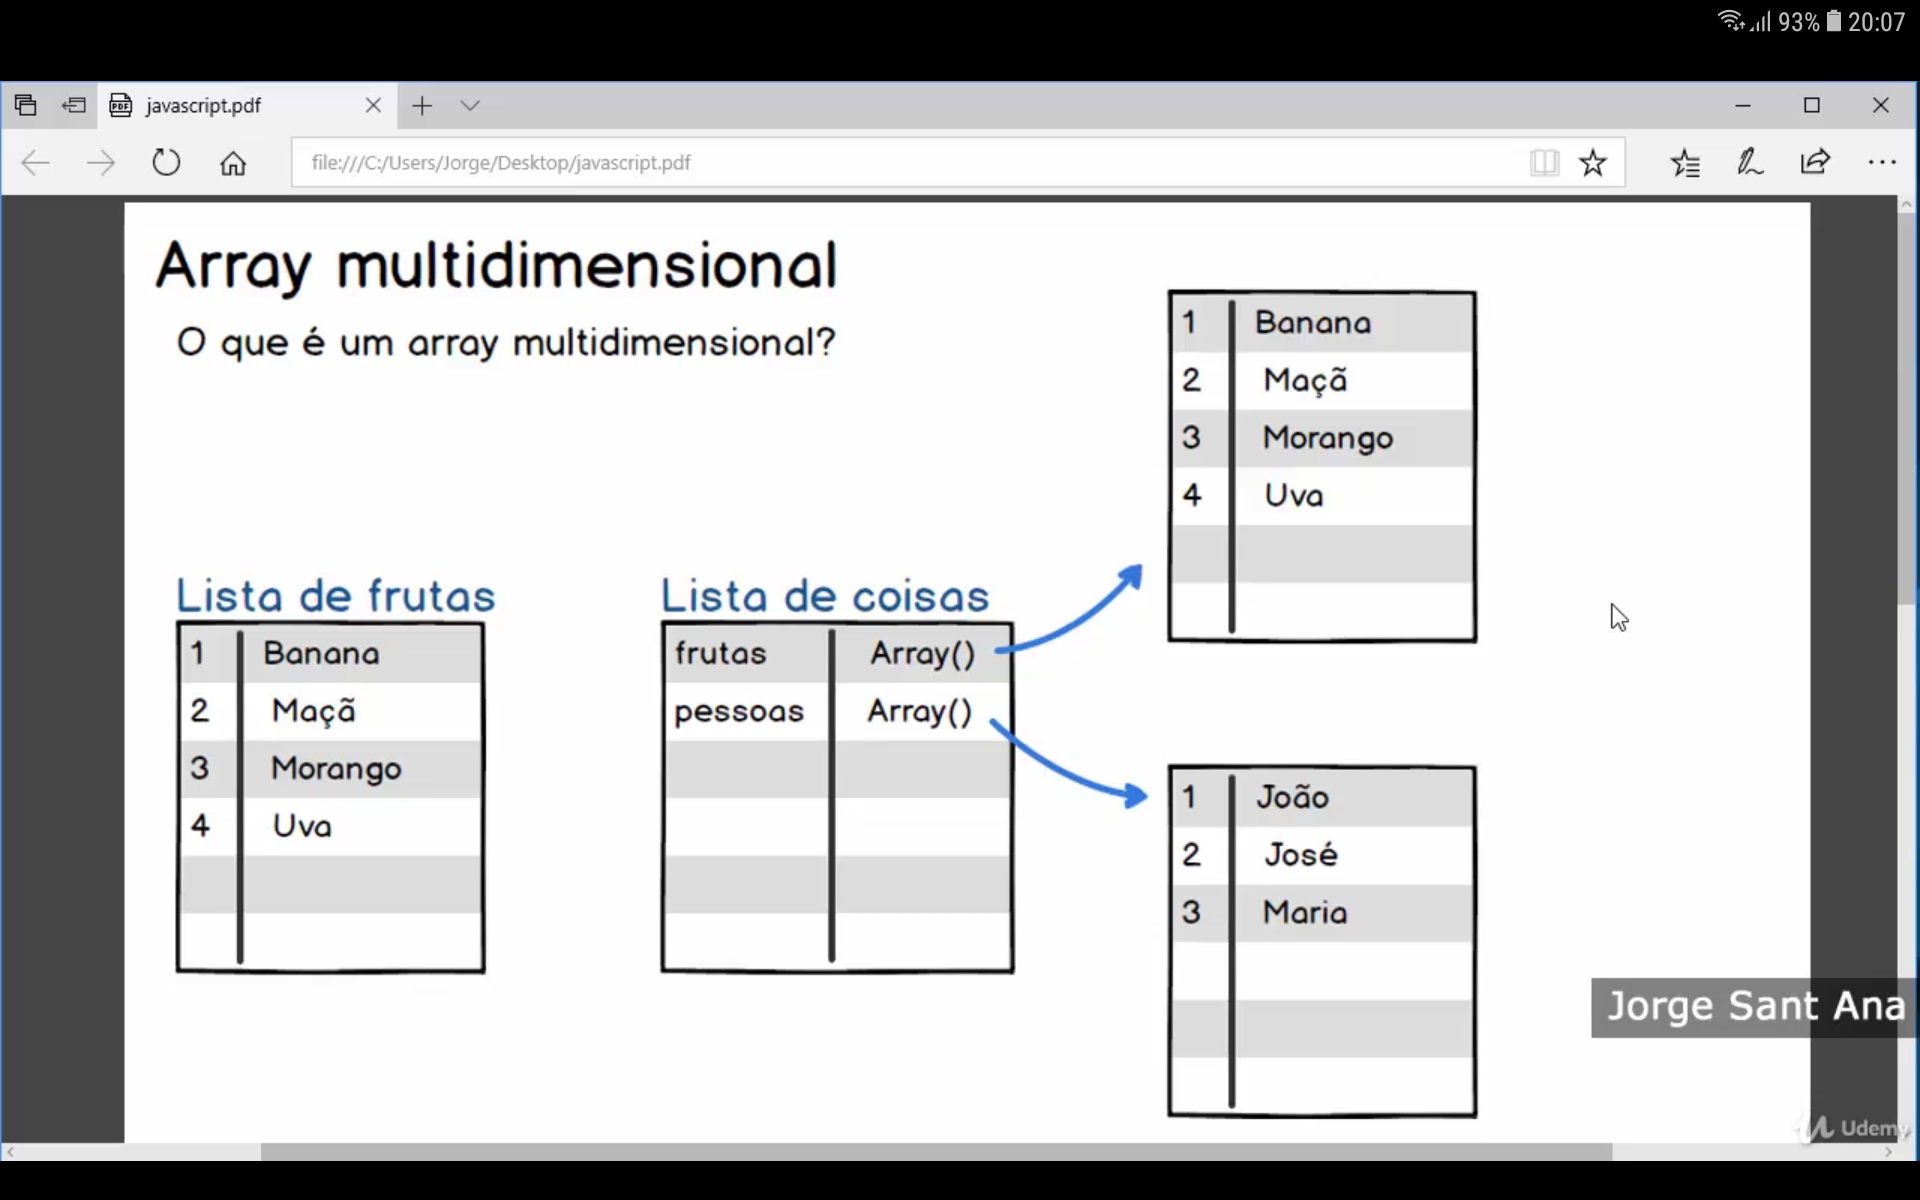 93% 20:07
javascript.pdf
file:///C:/Users/Jorge/Desktop/javascript.pdf
Array multidimensional
O que é um array multidimensional?
1 Banana
2 Maçã
3 Morango
4 Uva
Lista de frutas
1 Banana
2 Maçã
3 Morango
4 Uva
Lista de coisas
frutas Array()
pessoas Array()
1 João
2 José
3 Maria
Jorge Sant Ana
Udemy